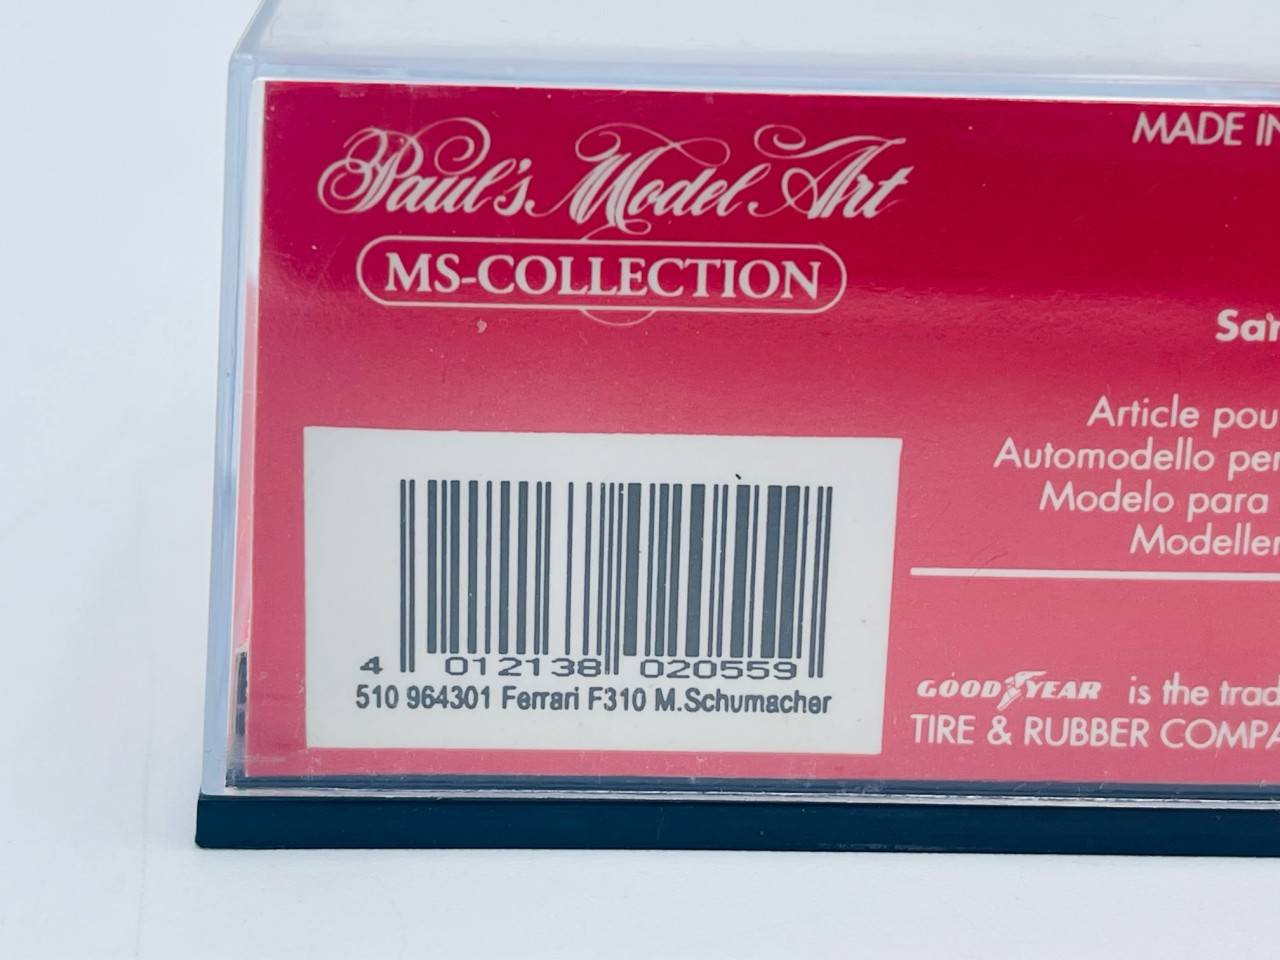 Paul's Model Art
MS-COLLECTION
MADE IN
Article pou
Automodello per
Modelo para
Modeller
4 012138 020559
510 964301 Ferrari F310 M.Schumacher
GOODYEAR is the trad
TIRE & RUBBER COMPA